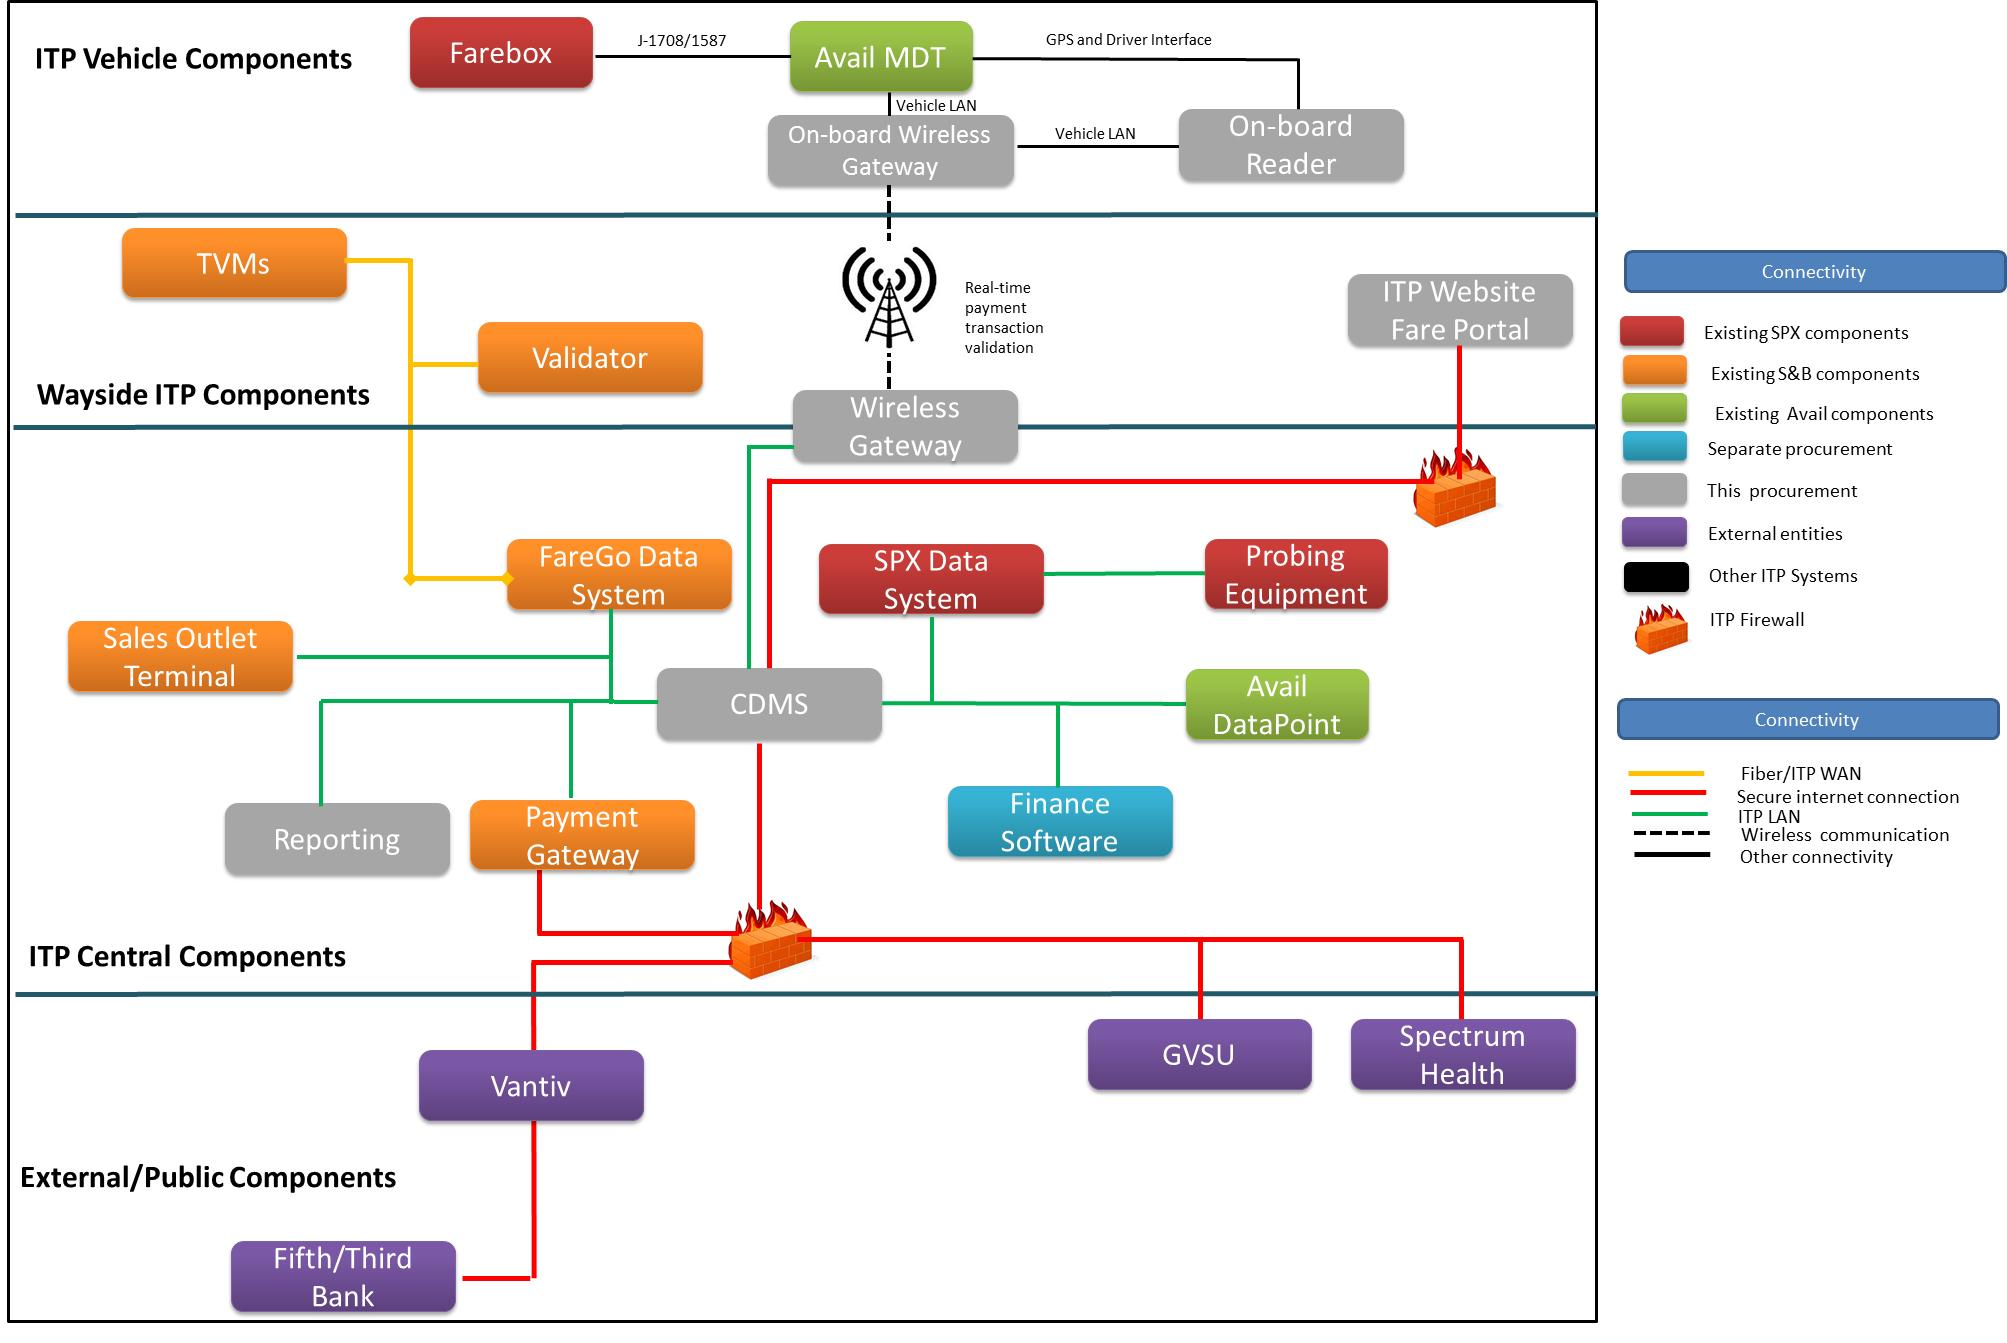 ITP Vehicle Components
Farebox
J-1708/1587
Avail MDT
GPS and Driver Interface
Vehicle LAN
On-board Wireless
Gateway
Vehicle LAN
On-board
Reader
TVMs
Validator
Real-time
payment
transaction
validation
ITP Website
Fare Portal
Wayside ITP Components
Wireless
Gateway
FareGo Data
System
SPX Data
System
Probing
Equipment
Sales Outlet
Terminal
CDMS
Avail
DataPoint
Reporting
Payment
Gateway
Finance
Software
ITP Central Components
GVSU
Spectrum
Health
Vantiv
External/Public Components
Fifth/Third
Bank
Connectivity
Existing SPX components
Existing S&B components
Existing Avail components
Separate procurement
This procurement
External entities
Other ITP Systems
ITP Firewall
Connectivity
Fiber/ITP WAN
Secure internet connection
ITP LAN
Wireless communication
Other connectivity